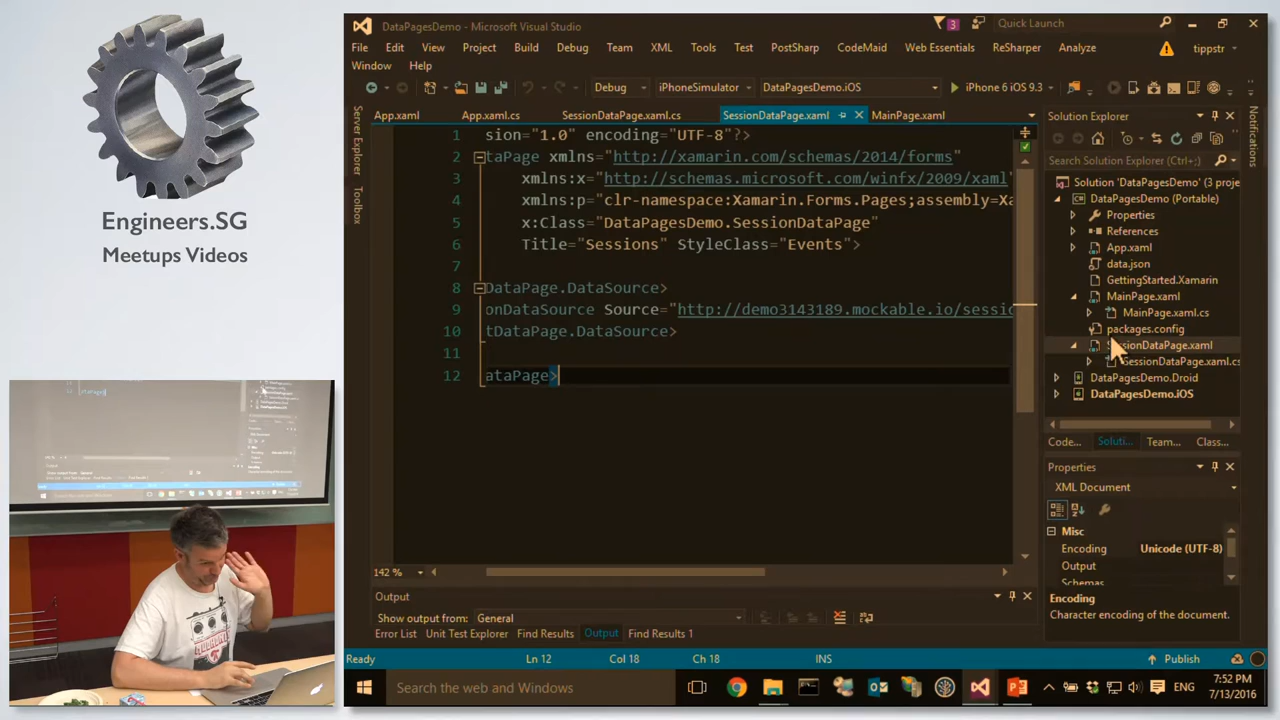 Engineers.SG
Meetups Videos
DataPagesDemo - Microsoft Visual Studio
3
Quick Launch
File Edit View Project Build Debug Team XML Tools Test PostSharp CodeMaid Web Essentials ReSharper Analyze
tippstr
Window Help
Debug iPhoneSimulator DataPagesDemo.iOS iPhone 6 iOS 9.3
Server Explorer
Toolbox
App.xaml App.xaml.cs SessionDataPage.xaml.cs SessionDataPage.xaml MainPage.xaml
1 sion="1.0" encoding="UTF-8"?>
2 taPage xmlns="http://xamarin.com/schemas/2014/forms"
3 xmlns:x="http://schemas.microsoft.com/winfx/2009/xaml"
4 xmlns:p="clr-namespace:Xamarin.Forms.Pages;assembly=Xa
5 x:Class="DataPagesDemo.SessionDataPage"
6 Title="Sessions" StyleClass="Events">
7
8 DataPage.DataSource>
9 onDataSource Source="http://demo3143189.mockable.io/sessio
10 tDataPage.DataSource>
11
12 ataPage>
142 %
Output
Show output from: General
Error List Unit Test Explorer Find Results Output Find Results 1
Solution Explorer
Search Solution Explorer (Ctrl+;)
Solution 'DataPagesDemo' (3 proje
DataPagesDemo (Portable)
Properties
References
App.xaml
data.json
GettingStarted.Xamarin
MainPage.xaml
MainPage.xaml.cs
packages.config
SessionDataPage.xaml
SessionDataPage.xaml.cs
DataPagesDemo.Droid
DataPagesDemo.iOS
Code... Soluti... Team... Class...
Properties
XML Document
Misc
Encoding Unicode (UTF-8)
Output
Schemas
Encoding
Character encoding of the document.
Notifications
Ready Ln 12 Col 18 Ch 18 INS Publish
Search the web and Windows
ENG
7:52 PM
7/13/2016